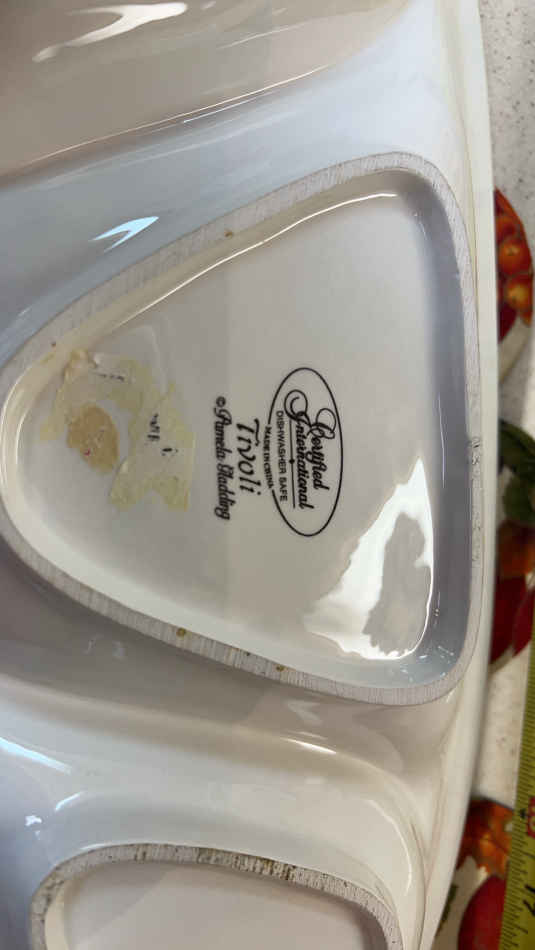 Certified
International
DISHWASHER SAFE
MADE IN CHINA
Tivoli
©Pamela Gladding